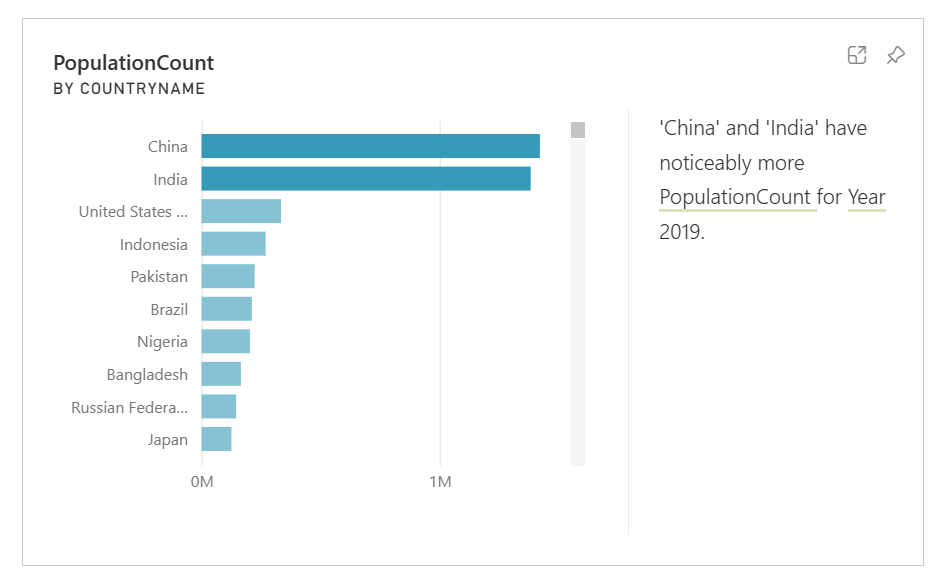 PopulationCount
BY COUNTRYNAME
China
India
United States ...
Indonesia
Pakistan
Brazil
Nigeria
Bangladesh
Russian Federa...
Japan
0M 1M
'China' and 'India' have
noticeably more
PopulationCount for Year
2019.